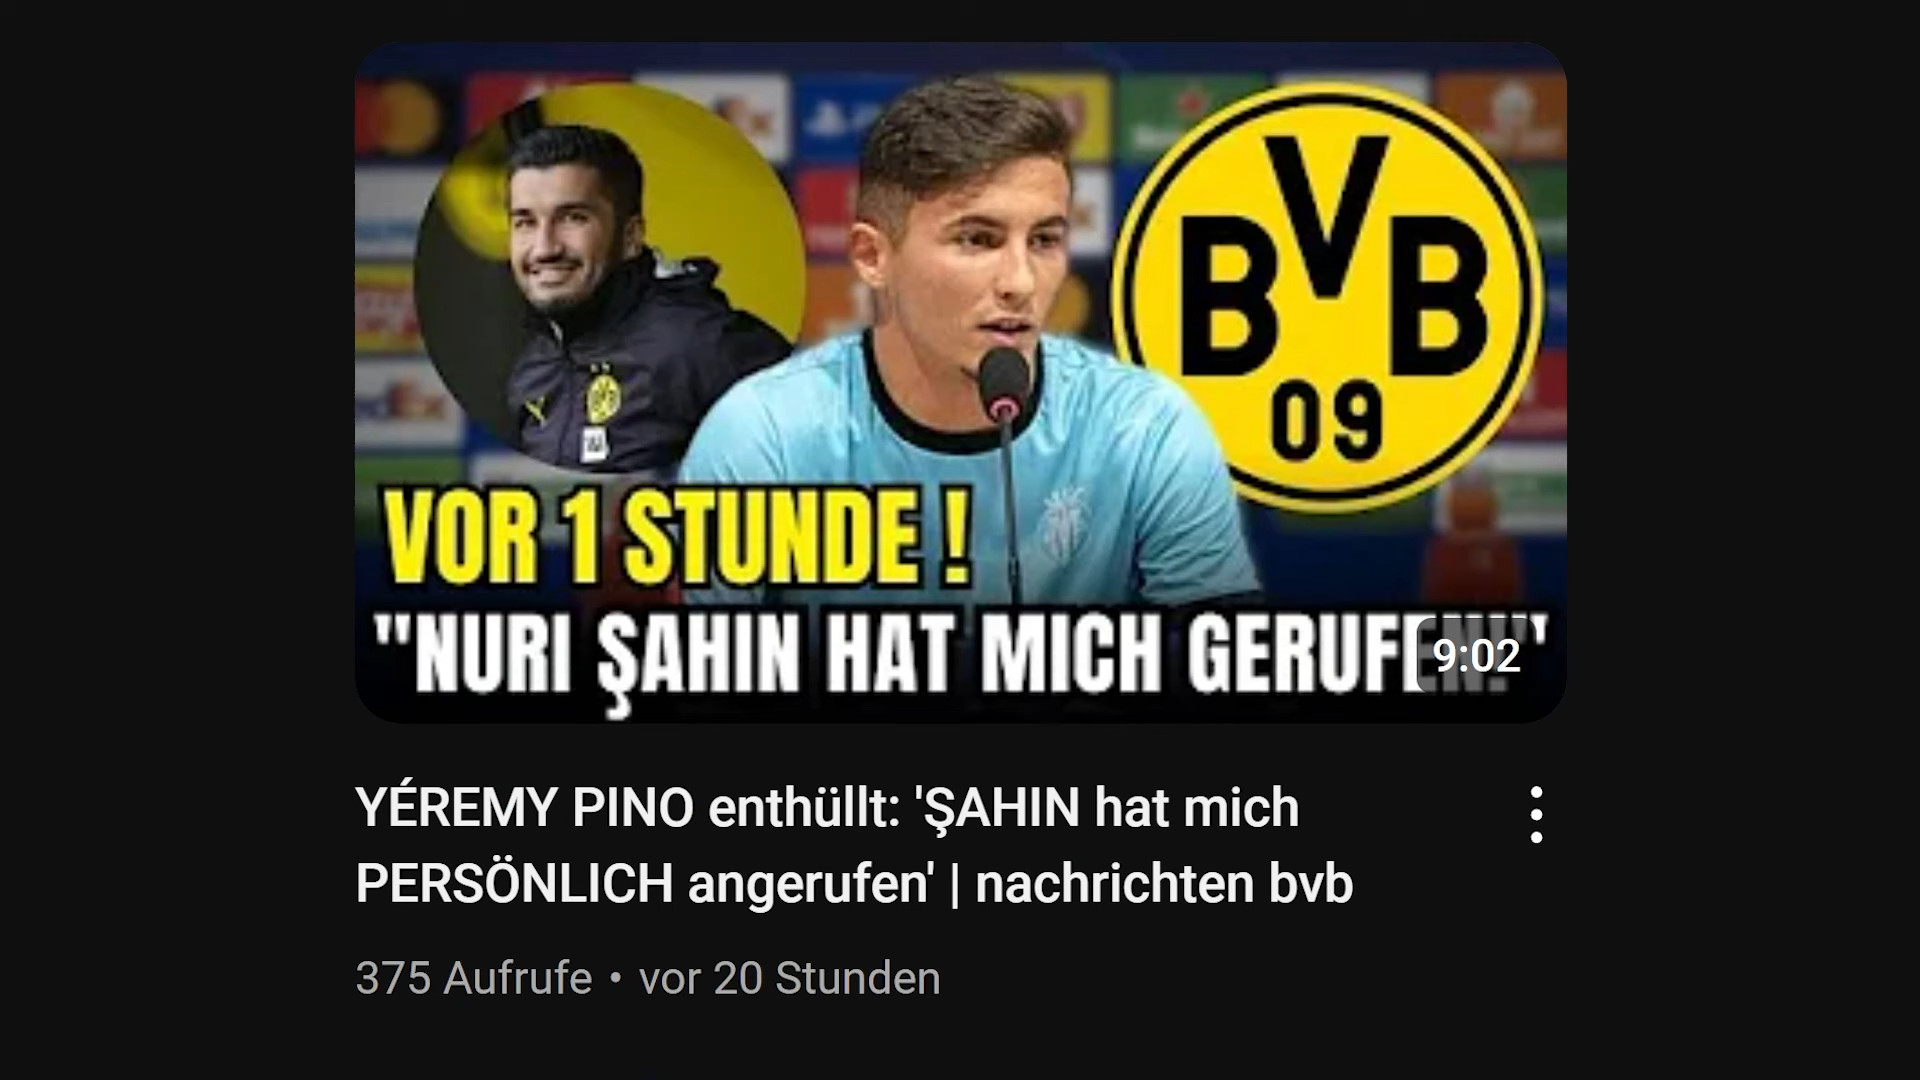 BVB
09
VOR 1 STUNDE !
"NURI ŞAHIN HAT MICH GERUFEN!"
9:02
YÉREMY PINO enthüllt: 'ŞAHIN hat mich
PERSÖNLICH angerufen' | nachrichten bvb
375 Aufrufe • vor 20 Stunden